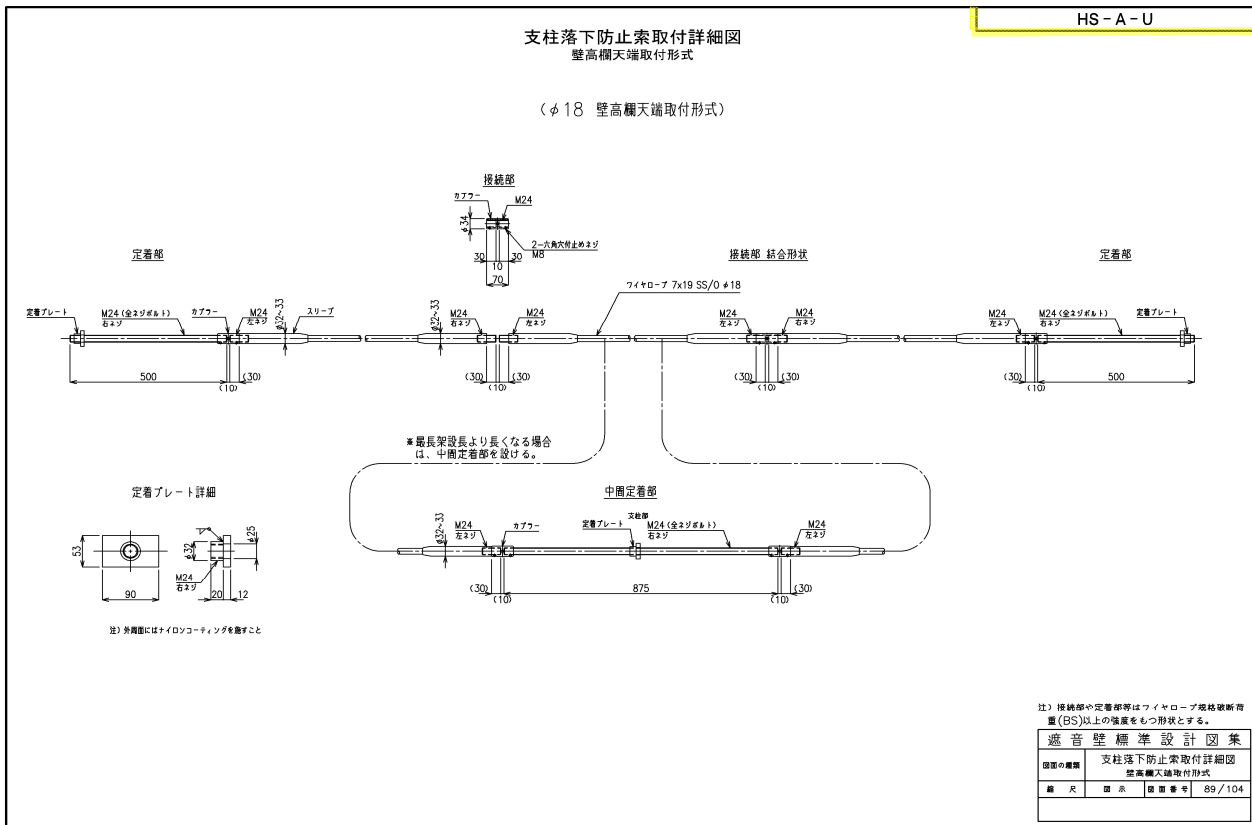 HS-A-U
支柱落下防止索取付詳細図
壁高欄天端取付形式
(φ18 壁高欄天端取付形式)
接続部
カプラー
M24
φ34
2-六角穴付止めネジ
M8
30
10
30
70
定着部
接続部 結合形状
定着部
ワイヤロープ 7x19 SS/O φ18
定着プレート
M24(全ネジボルト)
右ネジ
カプラー
M24
左ネジ
φ32~33
スリーブ
φ32~33
M24
右ネジ
M24
左ネジ
M24
左ネジ
M24
右ネジ
M24
左ネジ
M24(全ネジボルト)
右ネジ
定着プレート
500
(10)
(30)
(30)
(10)
(30)
(30)
(10)
(30)
(30)
(10)
500
※最長架設長より長くなる場合
は、中間定着部を設ける。
定着プレート詳細
中間定着部
53
90
φ32
φ25
M24
右ネジ
20
12
φ32~33
M24
左ネジ
カプラー
支柱部
定着プレート
M24(全ネジボルト)
右ネジ
M24
左ネジ
(30)
(10)
875
(10)
(30)
注)外周面にはナイロンコーティングを施すこと
注)接続部や定着部等はワイヤロープ規格破断荷
重(BS)以上の強度をもつ形状とする。
遮音壁標準設計図集
図面の種類
支柱落下防止索取付詳細図
壁高欄天端取付形式
縮尺
図示
図面番号
89/104